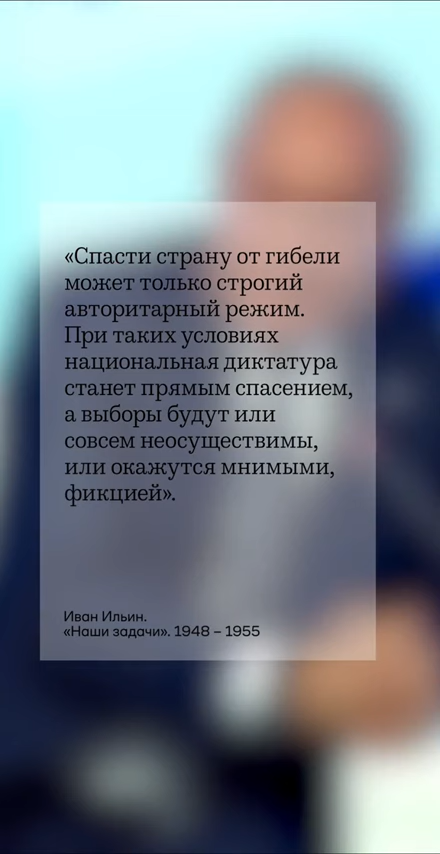 «Спасти страну от гибели
может только строгий
авторитарный режим.
При таких условиях
национальная диктатура
станет прямым спасением,
а выборы будут или
совсем неосуществимы,
или окажутся мнимыми,
фикцией».
Иван Ильин.
«Наши задачи». 1948 – 1955